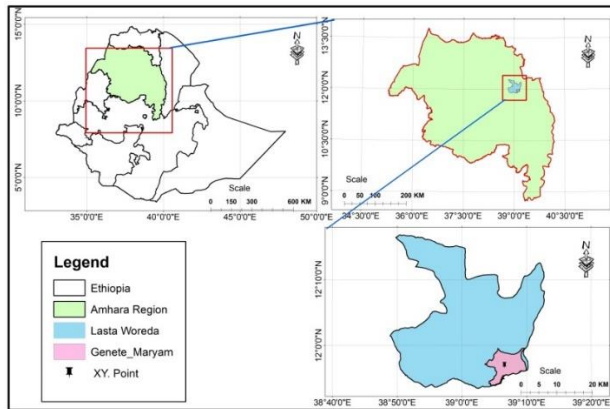 15°0'0"N
10°0'0"N
5°0'0"N
N
Scale
0 150 300 600 KM
35°0'0"E 40°0'0"E 45°0'0"E 50°0'0"E
13°30'0"N
12°0'0"N
10°30'0"N
9°0'0"N
N
Scale
0 50 100 200 KM
34°30'0"E 36°0'0"E 37°30'0"E 39°0'0"E 40°30'0"E
Legend
Ethiopia
Amhara Region
Lasta Woreda
Genete_Maryam
XY. Point
12°10'0"N
12°0'0"N
N
Scale
0 5 10 20 KM
38°40'0"E 38°50'0"E 39°0'0"E 39°10'0"E 39°20'0"E